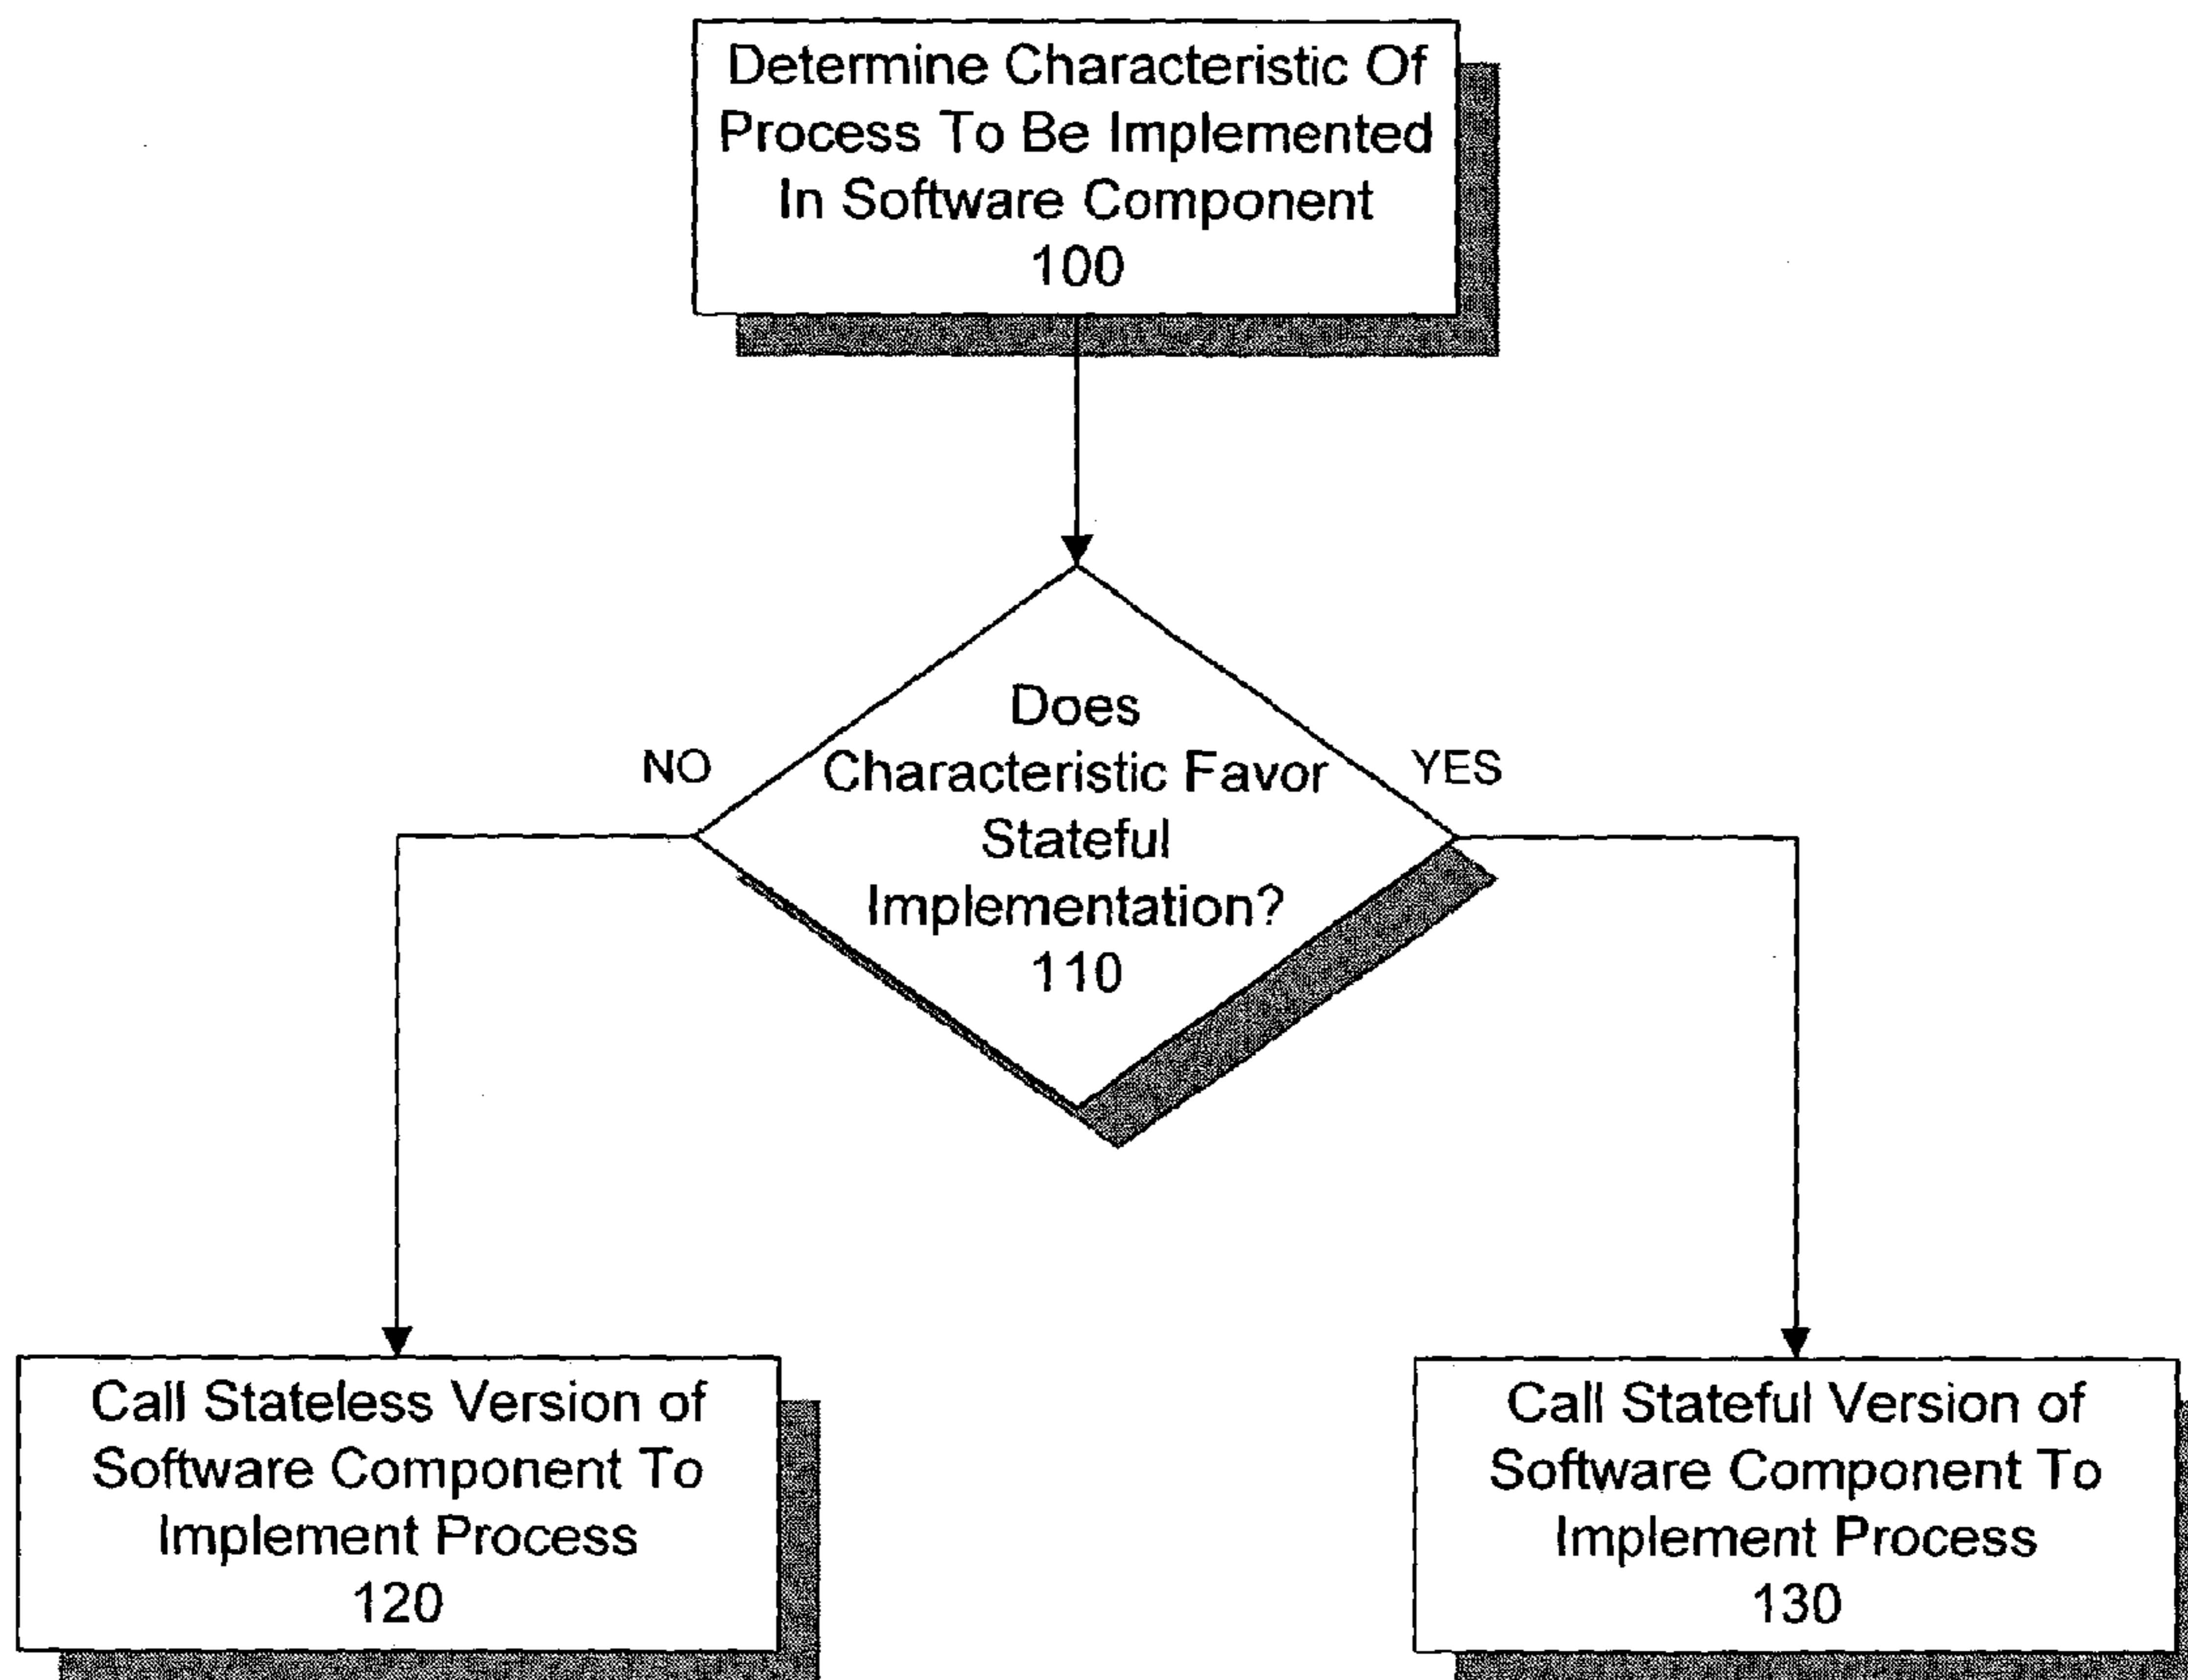 Determine Characteristic Of
Process To Be Implemented
In Software Component
100
Does
Characteristic Favor
Stateful
Implementation?
110
NO
YES
Call Stateless Version of
Software Component To
Implement Process
120
Call Stateful Version of
Software Component To
Implement Process
130